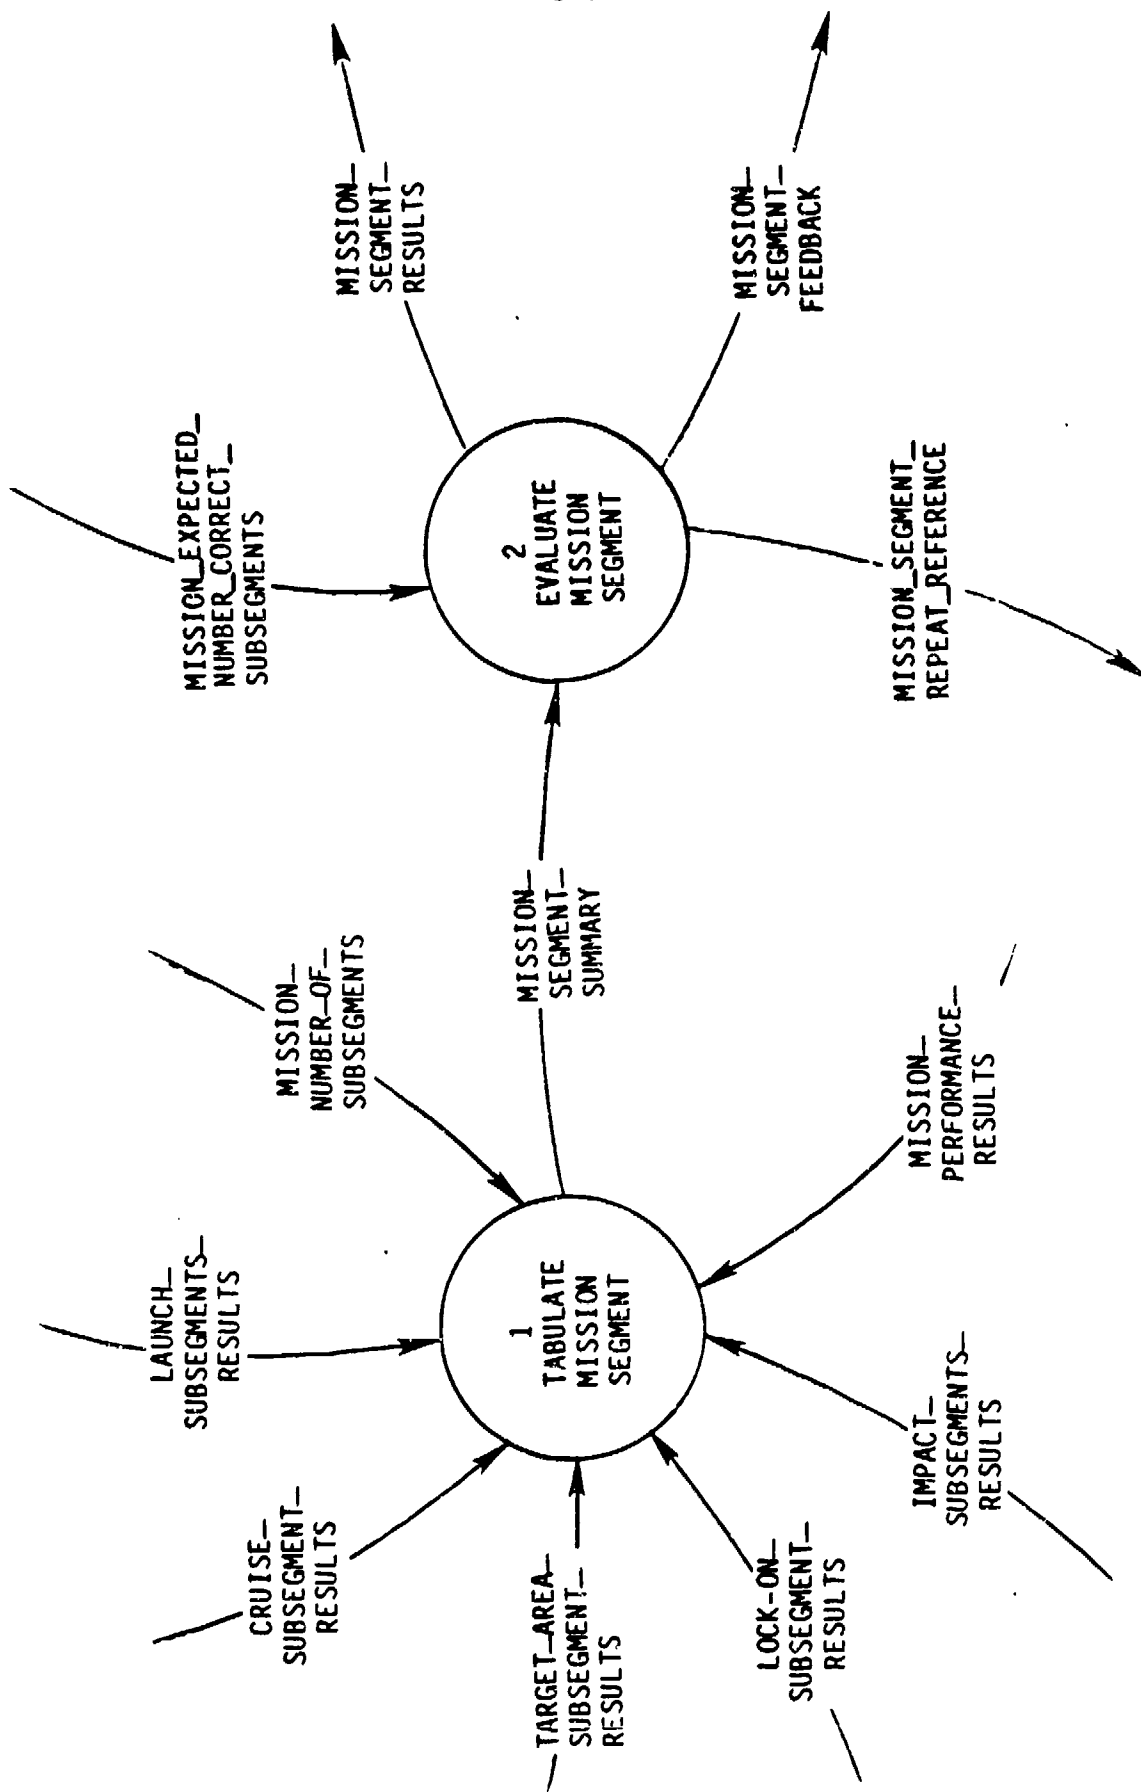 CRUISE_
SUBSEGMENT_
RESULTS
LAUNCH_
SUBSEGMENTS_
RESULTS
MISSION_
NUMBER_OF_
SUBSEGMENTS
TARGET_AREA_
SUBSEGMENT_
RESULTS
1
TABULATE
MISSION
SEGMENT
LOCK-ON_
SUBSEGMENT_
RESULTS
IMPACT_
SUBSEGMENTS_
RESULTS
MISSION_
PERFORMANCE_
RESULTS
MISSION_
SEGMENT_
SUMMARY
MISSION_EXPECTED_
NUMBER_CORRECT_
SUBSEGMENTS
2
EVALUATE
MISSION
SEGMENT
MISSION_
SEGMENT_
RESULTS
MISSION_
SEGMENT_
FEEDBACK
MISSION_SEGMENT_
REPEAT_REFERENCE